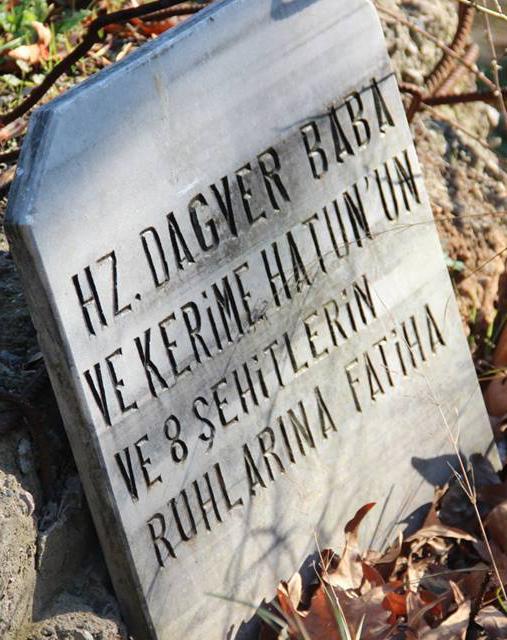 HZ. DAGVER BABA
VE KERİME HATUN'UN
VE 8 ŞEHİTLERİN
RUHLARINA FATİHA